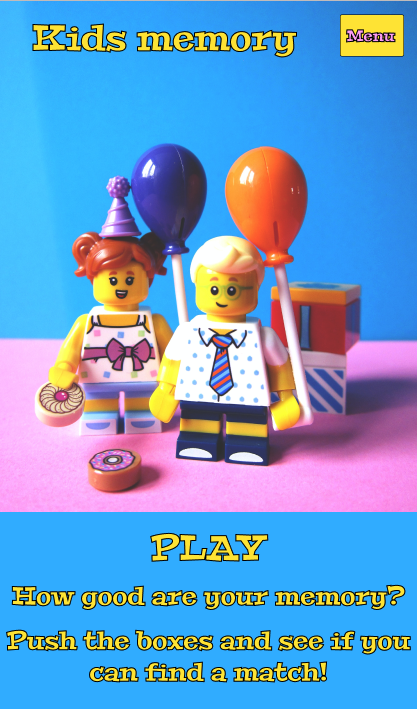 Kids memory
Menu
PLAY
How good are your memory?
Push the boxes and see if you
can find a match!